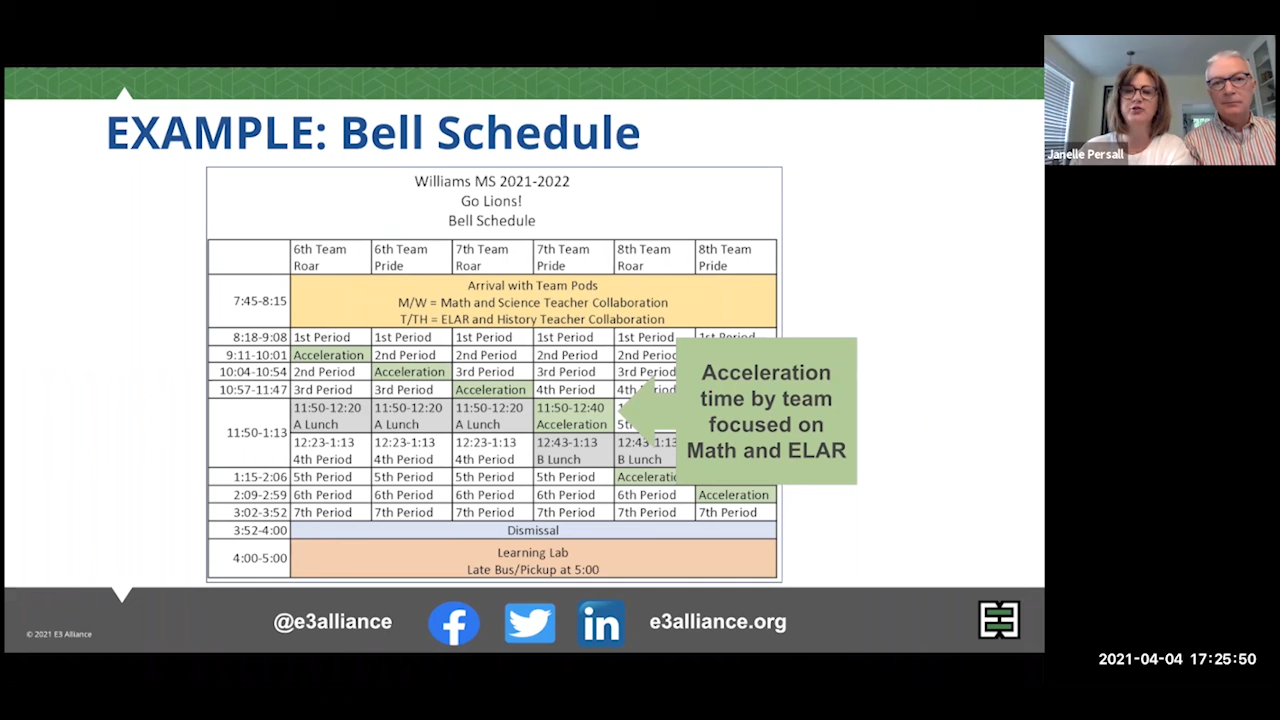 EXAMPLE: Bell Schedule
Williams MS 2021-2022
Go Lions!
Bell Schedule
6th Team Roar 6th Team Pride 7th Team Roar 7th Team Pride 8th Team Roar 8th Team Pride
7:45-8:15 Arrival with Team Pods
M/W = Math and Science Teacher Collaboration
T/TH = ELAR and History Teacher Collaboration
8:18-9:08 1st Period 1st Period 1st Period 1st Period 1st Period 1st Period
9:11-10:01 Acceleration 2nd Period 2nd Period 2nd Period 2nd Period
10:04-10:54 2nd Period Acceleration 3rd Period 3rd Period 3rd Period
10:57-11:47 3rd Period 3rd Period Acceleration 4th Period 4th Period
11:50-1:13
11:50-12:20 11:50-12:20 11:50-12:20 11:50-12:40
A Lunch A Lunch A Lunch Acceleration
12:23-1:13 12:23-1:13 12:23-1:13 12:43-1:13 12:43-1:13
4th Period 4th Period 4th Period B Lunch B Lunch
1:15-2:06 5th Period 5th Period 5th Period 5th Period
2:09-2:59 6th Period 6th Period 6th Period 6th Period 6th Period Acceleration
3:02-3:52 7th Period 7th Period 7th Period 7th Period 7th Period 7th Period
3:52-4:00 Dismissal
4:00-5:00 Learning Lab
Late Bus/Pickup at 5:00
Acceleration
time by team
focused on
Math and ELAR
@e3alliance
e3alliance.org
© 2021 E3 Alliance
Janelle Persall
2021-04-04 17:25:50